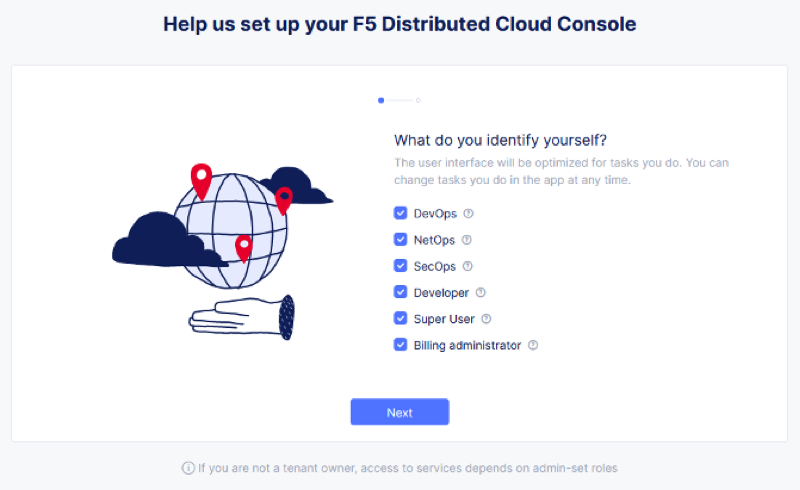 Help us set up your F5 Distributed Cloud Console
What do you identify yourself?
The user interface will be optimized for tasks you do. You can
change tasks you do in the app at any time.
DevOps
NetOps
SecOps
Developer
Super User
Billing administrator
Next
If you are not a tenant owner, access to services depends on admin-set roles